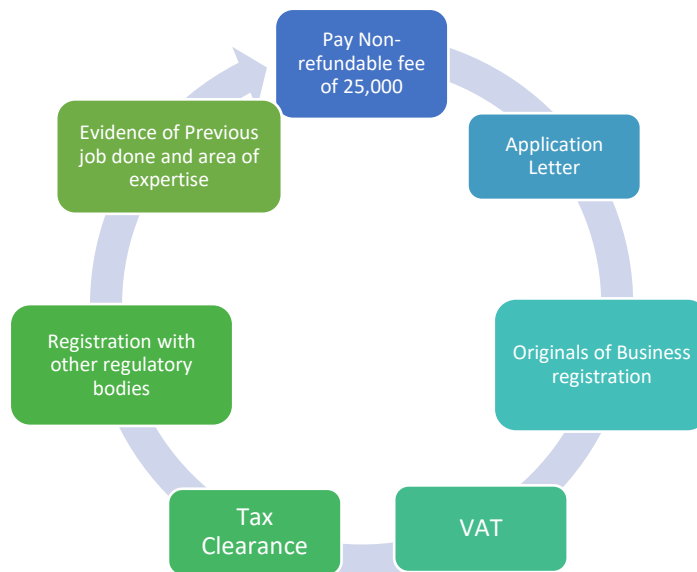 Pay Non-
refundable fee
of 25,000
Application
Letter
Originals of Business
registration
VAT
Tax
Clearance
Registration with
other regulatory
bodies
Evidence of Previous
job done and area of
expertise